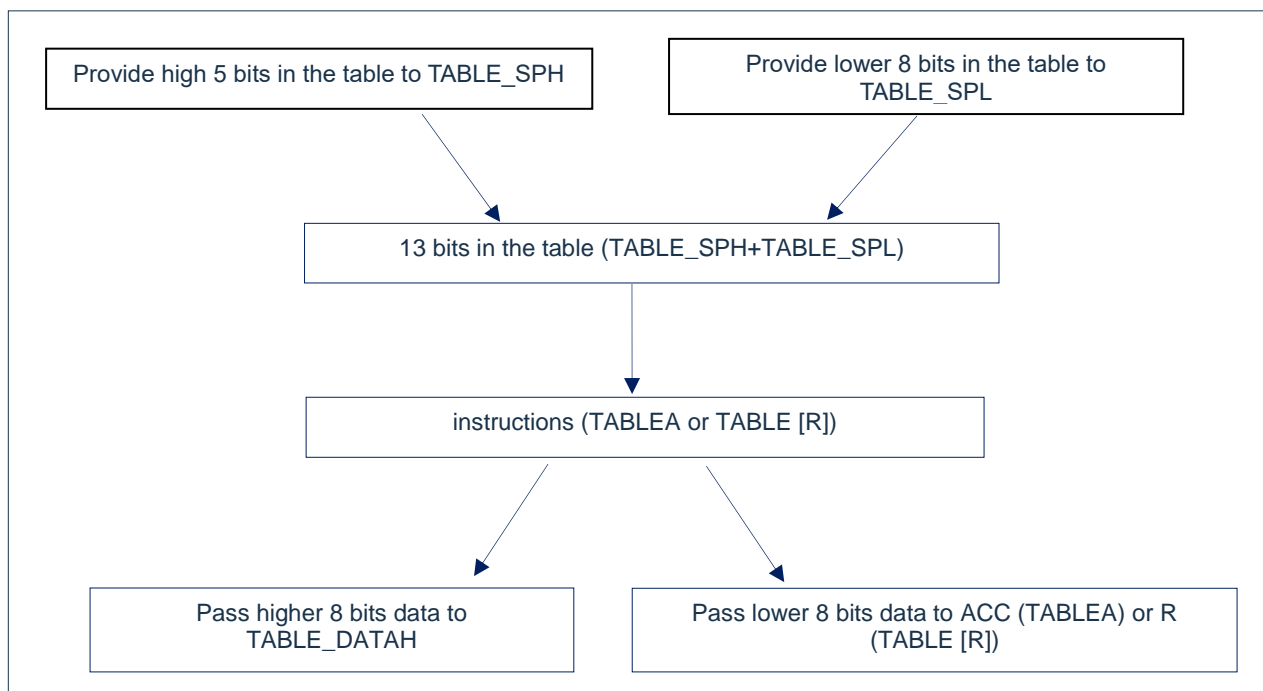 Provide high 5 bits in the table to TABLE_SPH
Provide lower 8 bits in the table to
TABLE_SPL
13 bits in the table (TABLE_SPH+TABLE_SPL)
instructions (TABLEA or TABLE [R])
Pass higher 8 bits data to
TABLE_DATAH
Pass lower 8 bits data to ACC (TABLEA) or R
(TABLE [R])